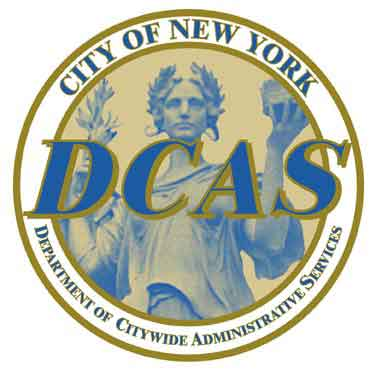 CITY OF NEW YORK
DCAS
DEPARTMENT OF CITYWIDE ADMINISTRATIVE SERVICES